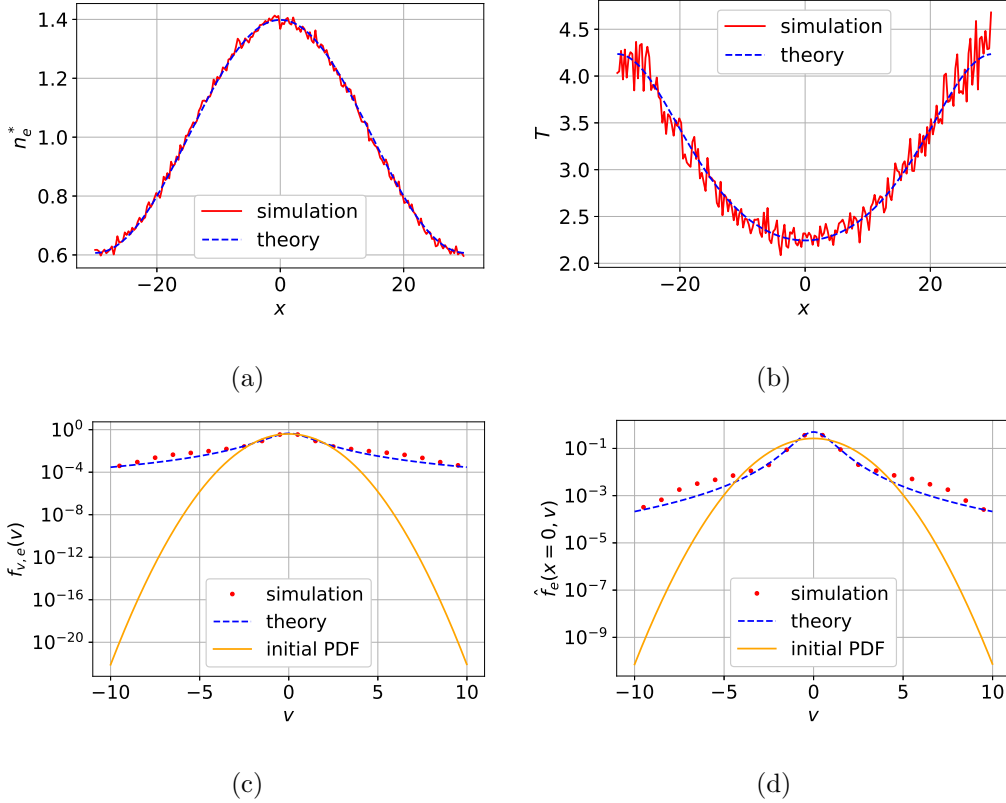 1.4
1.2
1.0
0.8
0.6
n*e
simulation
theory
−20 0 20
x
(a)
4.5
4.0
3.5
3.0
2.5
2.0
T
simulation
theory
−20 0 20
x
(b)
10^0
10^−4
10^−8
10^−12
10^−16
10^−20
f_{v,e}(v)
simulation
theory
initial PDF
−10 −5 0 5 10
v
(c)
10^−1
10^−3
10^−5
10^−7
10^−9
f̂_e(x = 0, v)
simulation
theory
initial PDF
−10 −5 0 5 10
v
(d)